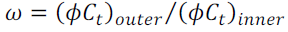 ω = (ϕC_t)_outer/(ϕC_t)_inner